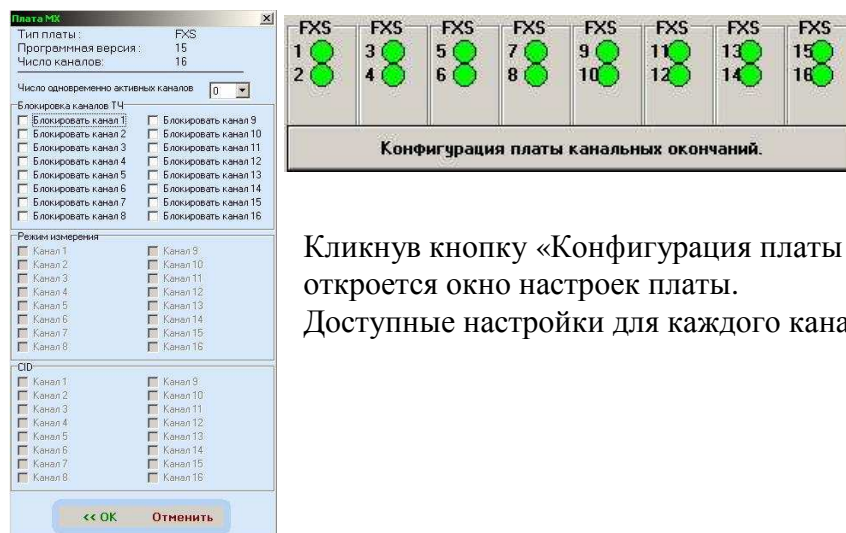 Плата MX
Тип платы : FXS
Программная версия : 15
Число каналов: 16
Число одновременно активных каналов 0
Блокировка каналов ТЧ
Блокировать канал 1 Блокировать канал 9
Блокировать канал 2 Блокировать канал 10
Блокировать канал 3 Блокировать канал 11
Блокировать канал 4 Блокировать канал 12
Блокировать канал 5 Блокировать канал 13
Блокировать канал 6 Блокировать канал 14
Блокировать канал 7 Блокировать канал 15
Блокировать канал 8 Блокировать канал 16
Режим измерения
Канал 1 Канал 9
Канал 2 Канал 10
Канал 3 Канал 11
Канал 4 Канал 12
Канал 5 Канал 13
Канал 6 Канал 14
Канал 7 Канал 15
Канал 8 Канал 16
CID
Канал 1 Канал 9
Канал 2 Канал 10
Канал 3 Канал 11
Канал 4 Канал 12
Канал 5 Канал 13
Канал 6 Канал 14
Канал 7 Канал 15
Канал 8 Канал 16
<< OK Отменить
FXS FXS FXS FXS FXS FXS FXS FXS
1 3 5 7 9 11 13 15
2 4 6 8 10 12 14 16
Конфигурация платы канальных окончаний.
Кликнув кнопку «Конфигурация платы
откроется окно настроек платы.
Доступные настройки для каждого кана